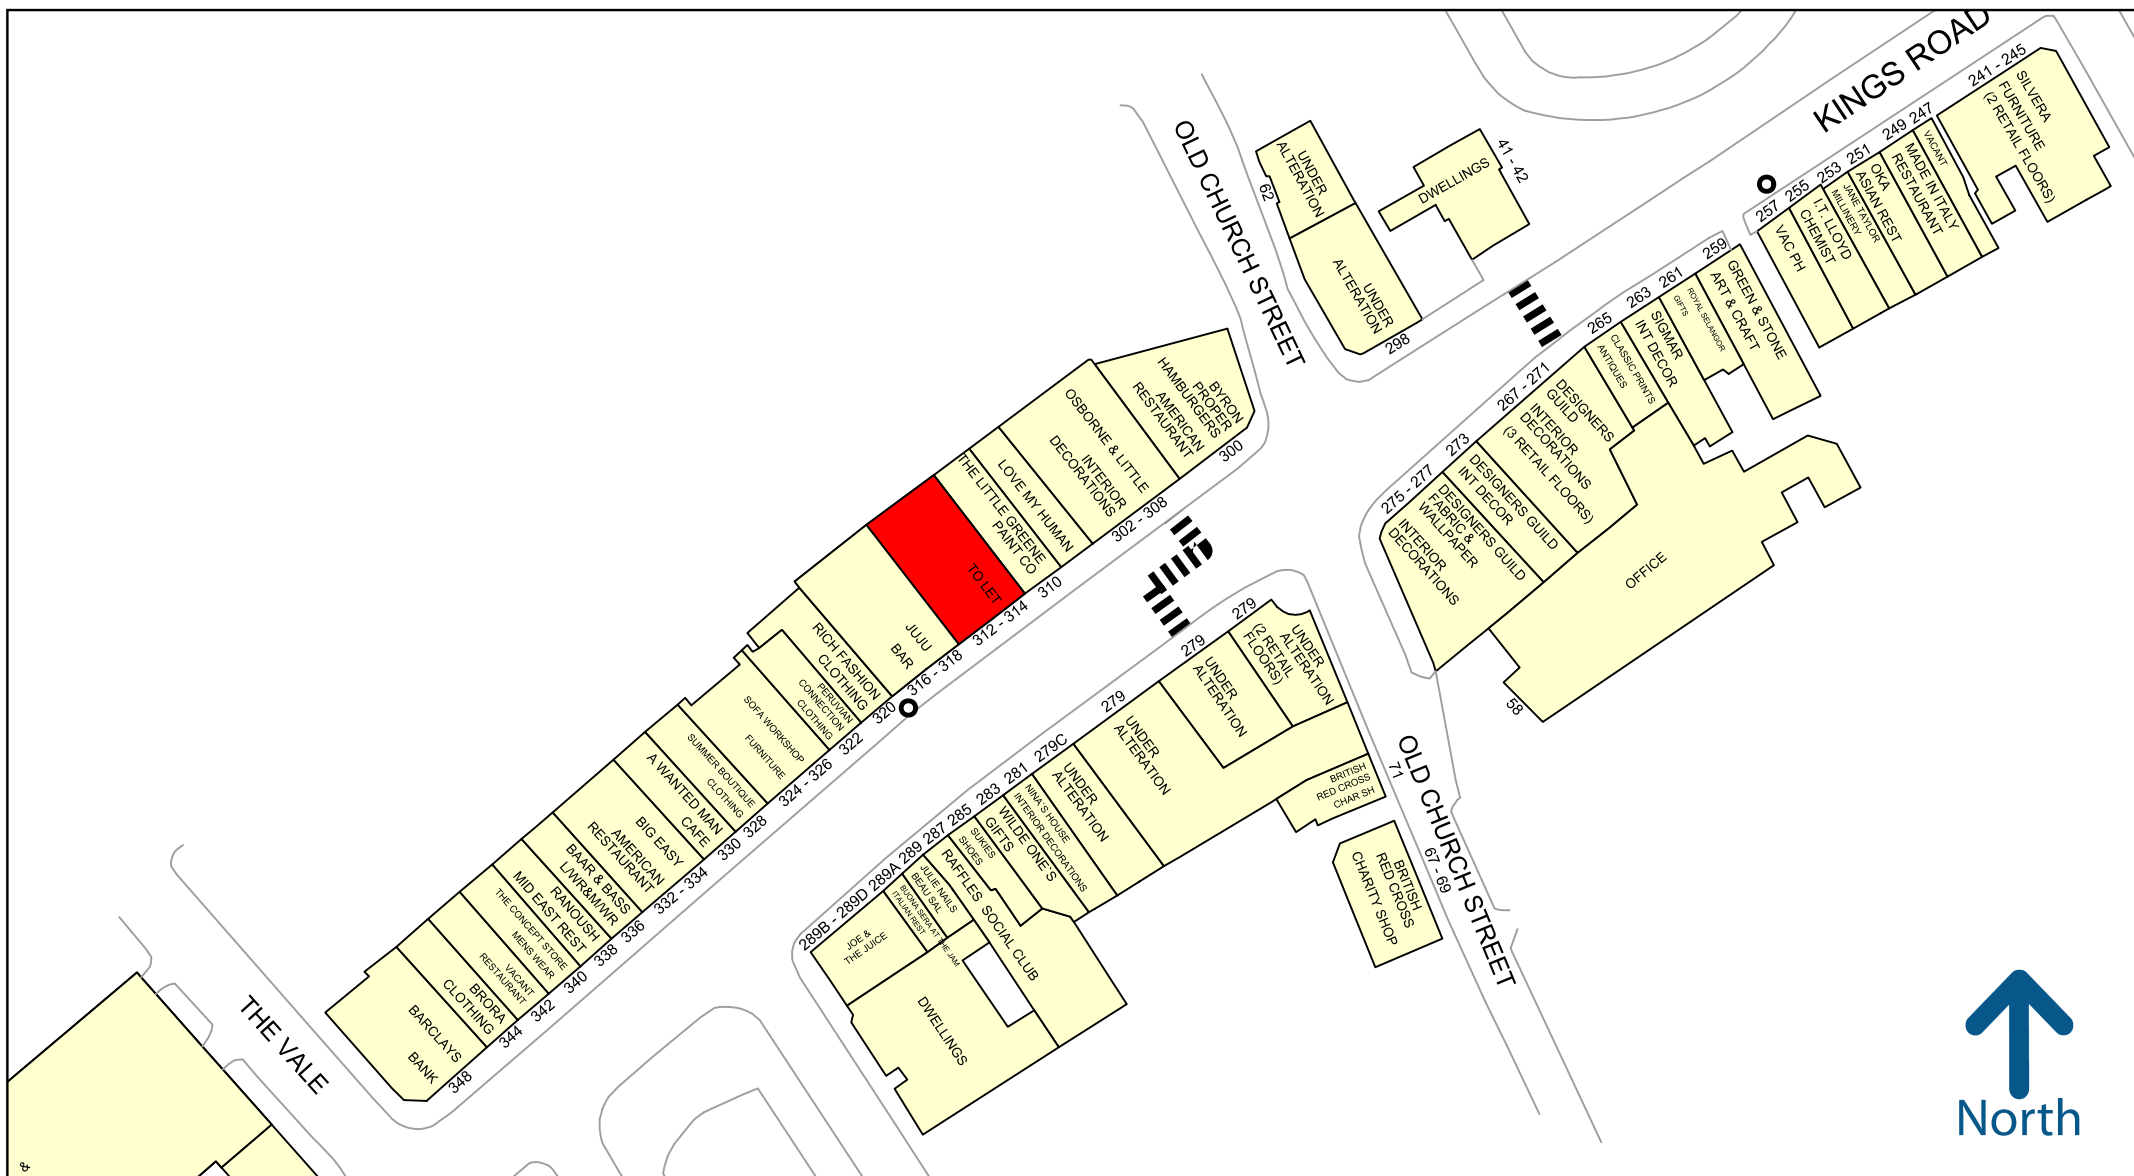 KINGS ROAD
241 - 245
SILVERA
FURNITURE
(2 RETAIL FLOORS)
247
VACANT
249
MADE IN ITALY
RESTAURANT
251
OKA
ASIAN REST
253
JANE TAYLOR
MILLINERY
255
I.T. LLOYD
CHEMIST
257
VAC PH
259
GREEN & STONE
ART & CRAFT
261
ROYAL SELANGOR
GIFTS
263
SIGMAR
INT DECOR
265
CLASSIC PRINTS
ANTIQUES
267 - 271
DESIGNERS
GUILD
INTERIOR
DECORATIONS
(3 RETAIL FLOORS)
273
DESIGNERS GUILD
INT DECOR
275 - 277
DESIGNERS GUILD
FABRIC &
WALLPAPER
INTERIOR
DECORATIONS
OFFICE
58
41 - 42
DWELLINGS
OLD CHURCH STREET
62
UNDER
ALTERATION
UNDER
ALTERATION
298
BYRON
PROPER
HAMBURGERS
AMERICAN
RESTAURANT
300
OSBORNE & LITTLE
INTERIOR
DECORATIONS
302 - 308
LOVE MY HUMAN
310
THE LITTLE GREENE
PAINT CO
TO LET
312 - 314
JUJU
BAR
316 - 318
RICH FASHION
CLOTHING
320
PERUVIAN
CONNECTION
CLOTHING
322
SOFA WORKSHOP
FURNITURE
324 - 326
SUMMER BOUTIQUE
CLOTHING
328
A WANTED MAN
CAFE
330
BIG EASY
AMERICAN
RESTAURANT
332 - 334
BAAR & BASS
L/WR&M/WR
336
RANOUSH
MID EAST REST
338
THE CONCEPT STORE
MENS WEAR
340
VACANT
RESTAURANT
342
BRORA
CLOTHING
344
BARCLAYS
BANK
348
THE VALE
&
279
UNDER
ALTERATION
(2 RETAIL
FLOORS)
279
UNDER
ALTERATION
279
UNDER
ALTERATION
279C
UNDER
ALTERATION
281
NINA'S HOUSE
INTERIOR DECORATIONS
283
WILDE ONE'S
GIFTS
285
SUKIES
SHOES
287
RAFFLES SOCIAL CLUB
289
JULIE NAILS
BEAU SAL
289A
BUONA SERA AT THE JAM
ITALIAN REST
289B - 289D
JOE &
THE JUICE
DWELLINGS
BRITISH
RED CROSS
CHAR SH
71
BRITISH
RED CROSS
CHARITY SHOP
67 - 69
OLD CHURCH STREET
North